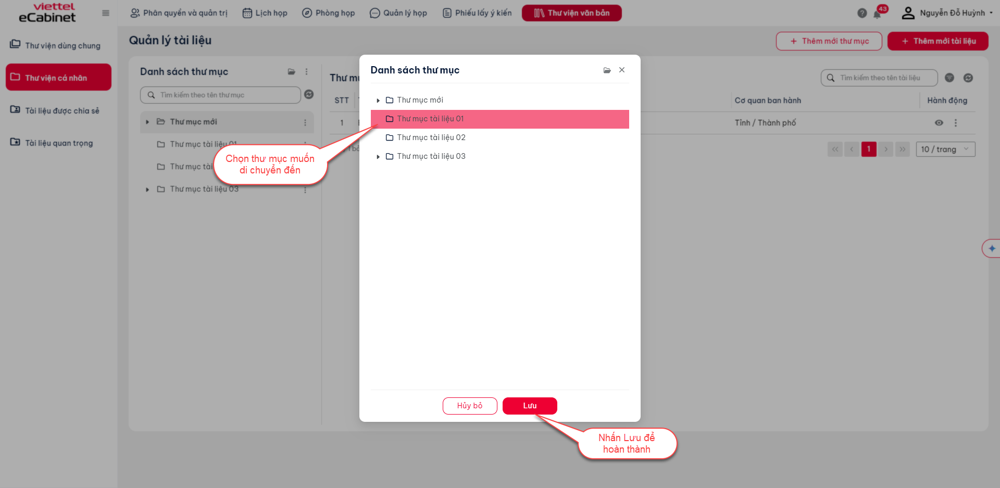 viettel
eCabinet
Phân quyền và quản trị
Lịch họp
Phòng họp
Quản lý họp
Phiếu lấy ý kiến
Thư viện văn bản
43
Nguyễn Đỗ Huỳnh
Thư viện dùng chung
Thư viện cá nhân
Tài liệu được chia sẻ
Tài liệu quan trọng
Quản lý tài liệu
+ Thêm mới thư mục
+ Thêm mới tài liệu
Danh sách thư mục
Tìm kiếm theo tên thư mục
Thư mục mới
Thư mục tài liệu 01
Thư mục tài
Thư mục tài liệu 03
Thư mụ
Tìm kiếm theo tên tài liệu
STT
Cơ quan ban hành
Hành động
1
Tỉnh / Thành phố
1
10 / trang
Danh sách thư mục
Thư mục mới
Thư mục tài liệu 01
Thư mục tài liệu 02
Thư mục tài liệu 03
Hủy bỏ
Lưu
Chọn thư mục muốn
di chuyển đến
Nhấn Lưu để
hoàn thành